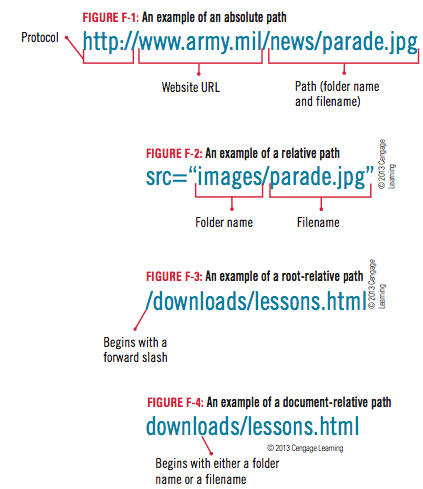 FIGURE F-1: An example of an absolute path
Protocol
http://www.army.mil/news/parade.jpg
Website URL
Path (folder name
and filename)
FIGURE F-2: An example of a relative path
src=“images/parade.jpg”
© 2013 Cengage
Learning
Folder name
Filename
FIGURE F-3: An example of a root-relative path
/downloads/lessons.html
© 2013 Cengage
Learning
Begins with a
forward slash
FIGURE F-4: An example of a document-relative path
downloads/lessons.html
© 2013 Cengage Learning
Begins with either a folder
name or a filename